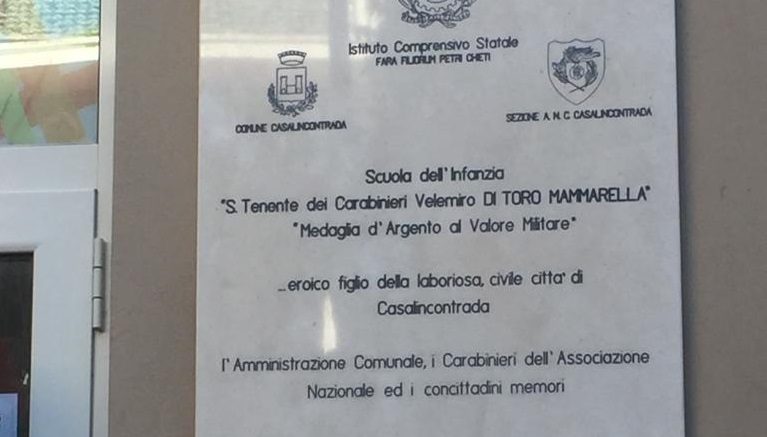 Istituto Comprensivo Statale
FARA FILIORUM PETRI CHIETI
COMUNE CASALINCONTRADA
SEZIONE A. N. C. CASALINCONTRADA
Scuola dell'Infanzia
"S. Tenente dei Carabinieri Velemiro DI TORO MAMMARELLA"
"Medaglia d'Argento al Valore Militare"
...eroico figlio della laboriosa, civile citta' di
Casalincontrada
l'Amministrazione Comunale, i Carabinieri dell'Associazione
Nazionale ed i concittadini memori